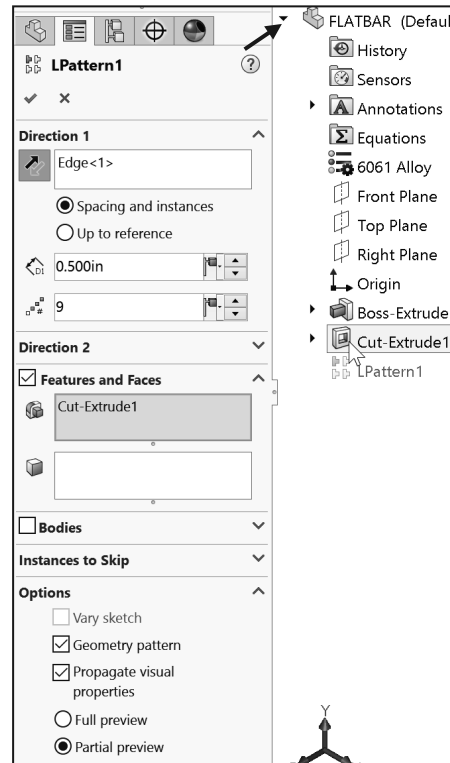 LPattern1
?
Direction 1
Edge<1>
Spacing and instances
Up to reference
D1
0.500in
#
9
Direction 2
Features and Faces
Cut-Extrude1
Bodies
Instances to Skip
Options
Vary sketch
Geometry pattern
Propagate visual
properties
Full preview
Partial preview
FLATBAR (Defaul
History
Sensors
A Annotations
Σ Equations
6061 Alloy
Front Plane
Top Plane
Right Plane
Origin
Boss-Extrude
Cut-Extrude1
LPattern1
Y